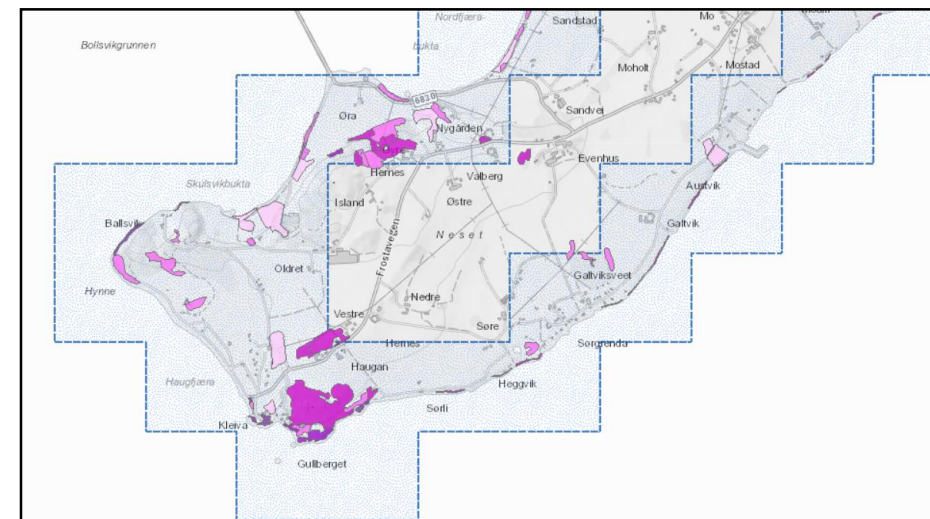 Nordfjæra-
Sandstad
Mo
Bollsvikgrunnen
bukta
Moholt
Mostad
6820
Øra
Sandvei
Nygården
Evenhus
Hernes
Valberg
Skulsvikbukta
Austvik
Island
Østre
Ballsvik
Galtvik
Neset
Frostavegen
Oldret
Galtviksveet
Hynne
Nedre
Vestre
Søre
Hernes
Sørgrenda
Haugan
Haugfjæra
Heggvik
Sørli
Kleiva
Gullberget